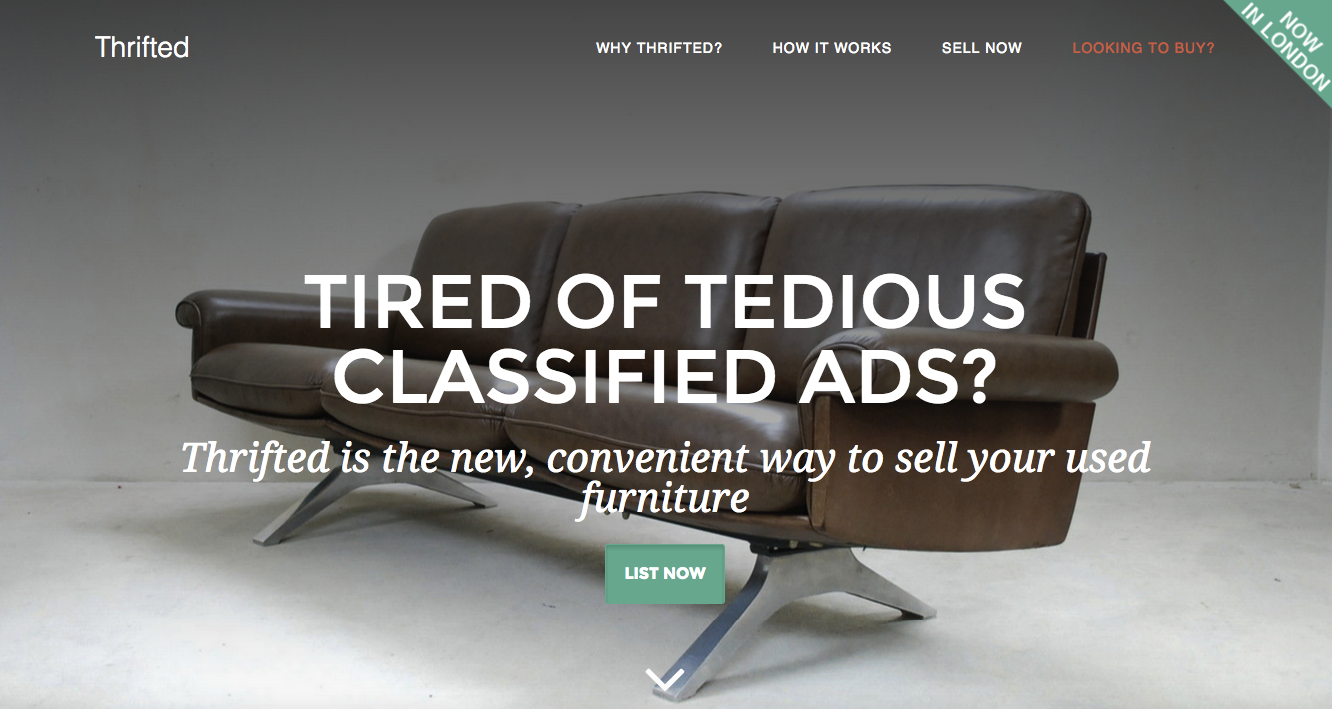 Thrifted
WHY THRIFTED?
HOW IT WORKS
SELL NOW
LOOKING TO BUY?
NOW
IN LONDON
TIRED OF TEDIOUS
CLASSIFIED ADS?
Thrifted is the new, convenient way to sell your used
furniture
LIST NOW